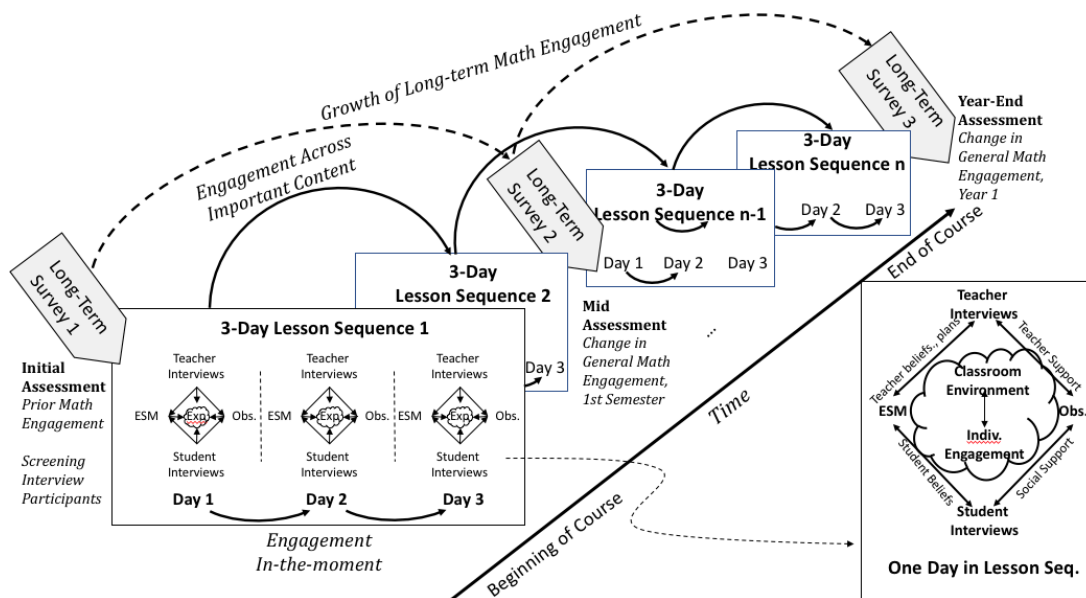 Growth of Long-term Math Engagement
Engagement Across
Important Content
Long-Term
Survey 1
Long-Term
Survey 2
Long-Term
Survey 3
Year-End
Assessment
Change in
General Math
Engagement,
Year 1
3-Day
Lesson Sequence n
Day 2
Day 3
3-Day
Lesson Sequence n-1
Day 1
Day 2
Day 3
3-Day
Lesson Sequence 2
Day 3
Mid
Assessment
Change in
General Math
Engagement,
1st Semester
...
Initial
Assessment
Prior Math
Engagement
Screening
Interview
Participants
3-Day Lesson Sequence 1
Teacher
Interviews
ESM
Exp.
Obs.
Student
Interviews
Day 1
Teacher
Interviews
ESM
Exp.
Obs.
Student
Interviews
Day 2
Teacher
Interviews
ESM
Exp.
Obs.
Student
Interviews
Day 3
Engagement
In-the-moment
Beginning of Course
Time
End of Course
Teacher
Interviews
Teacher beliefs., plans
Teacher Support
Classroom
Environment
ESM
Obs.
Indiv.
Engagement
Student Beliefs
Social Support
Student
Interviews
One Day in Lesson Seq.